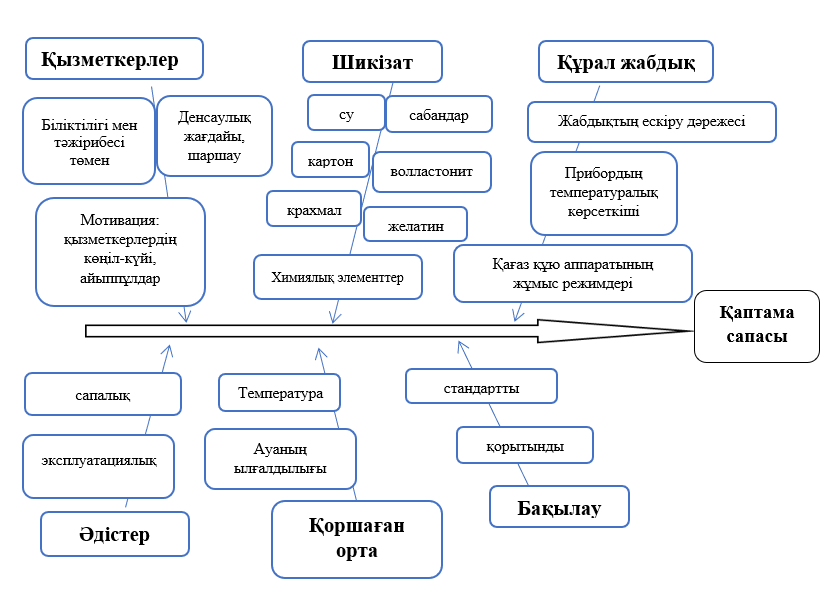 Қызметкерлер
Біліктілігі мен
тәжірибесі
төмен
Денсаулық
жағдайы,
шаршау
Мотивация:
қызметкерлердің
көңіл-күйі,
айыппұлдар
Шикізат
су
сабандар
картон
волластонит
крахмал
желатин
Химиялық элементтер
Құрал жабдық
Жабдықтың ескіру дәрежесі
Прибордың
температуралық
көрсеткіші
Қағаз құю аппаратының
жұмыс режимдері
Қаптама
сапасы
сапалық
эксплуатациялық
Әдістер
Температура
Ауаның
ылғалдылығы
Қоршаған
орта
стандартты
қорытынды
Бақылау